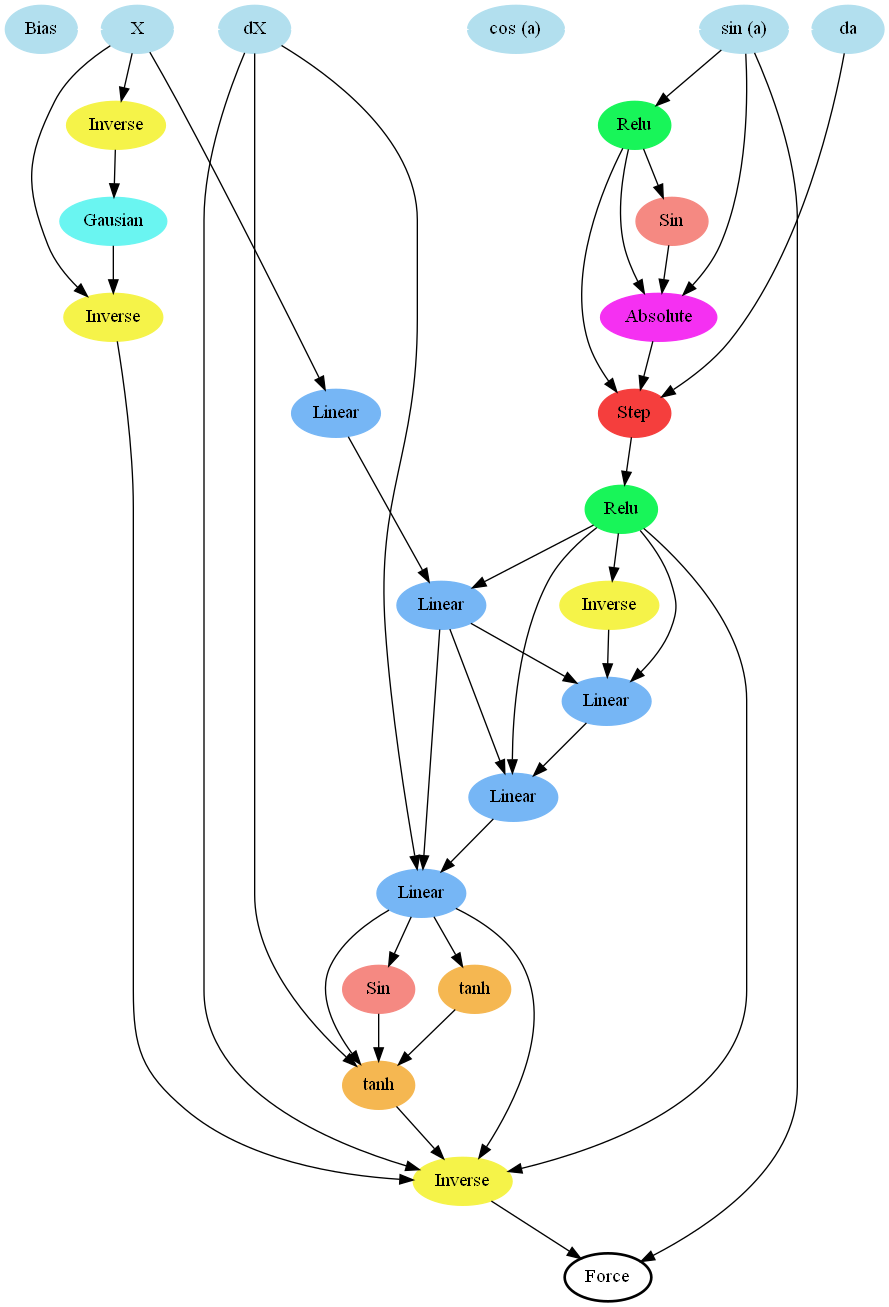 Bias
X
dX
cos (a)
sin (a)
da
Inverse
Relu
Gausian
Sin
Inverse
Absolute
Linear
Step
Relu
Linear
Inverse
Linear
Linear
Linear
Sin
tanh
tanh
Inverse
Force